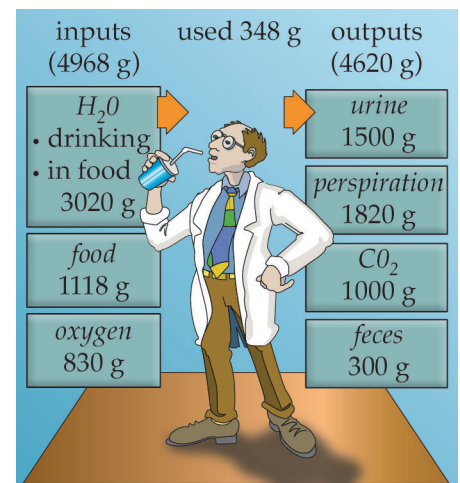 inputs
(4968 g)
used 348 g
outputs
(4620 g)
H₂0
• drinking
• in food
3020 g
food
1118 g
oxygen
830 g
urine
1500 g
perspiration
1820 g
C0₂
1000 g
feces
300 g